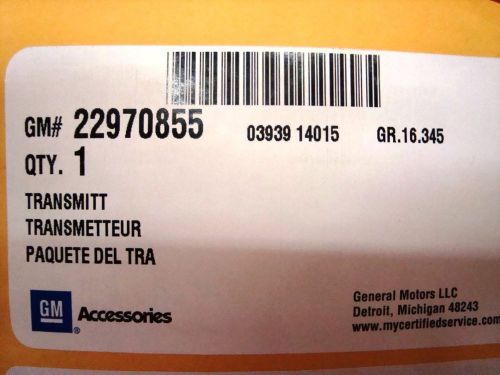 GM# 22970855 03939 14015 GR.16.345
QTY. 1
TRANSMITT
TRANSMETTEUR
PAQUETE DEL TRA
GM ® Accessories
General Motors LLC
Detroit, Michigan 48243
www.mycertifiedservice.com